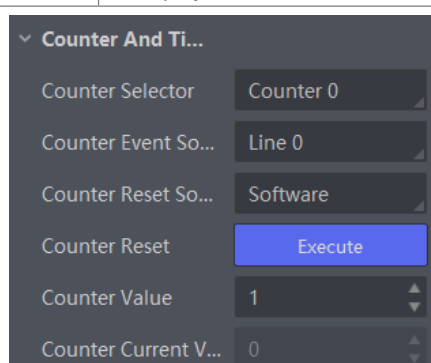 Counter And Ti...
Counter Selector Counter 0
Counter Event So... Line 0
Counter Reset So... Software
Counter Reset Execute
Counter Value 1
Counter Current V... 0